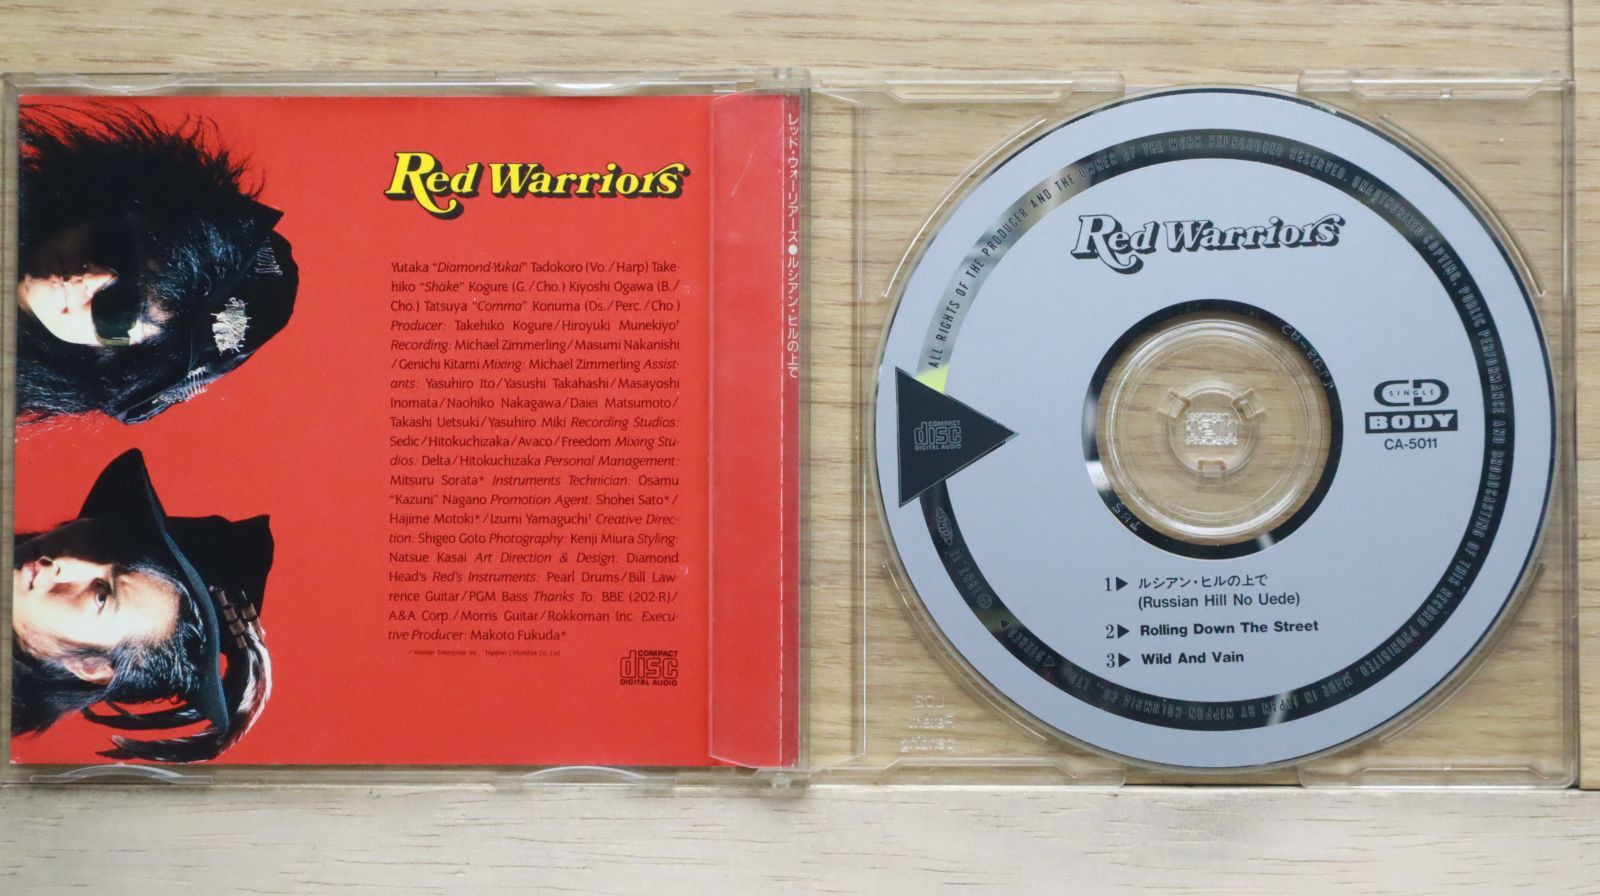 Red Warriors
Yutaka “Diamond-Yukai” Tadokoro (Vo./Harp) Take-
hiko “Shake” Kogure (G./Cho.) Kiyoshi Ogawa (B./
Cho.) Tatsuya “Comma” Konuma (Ds./Perc./Cho.)
Producer: Takehiko Kogure/Hiroyuki Munekiyo†
Recording: Michael Zimmerling/Masumi Nakanishi
/Genichi Kitami Mixing: Michael Zimmerling Assist-
ants: Yasuhiro Ito/Yasushi Takahashi/Masayoshi
Inomata/Naohiko Nakagawa/Daiei Matsumoto/
Takashi Uetsuki/Yasuhiro Miki Recording Studios:
Sedic/Hitokuchizaka/Avaco/Freedom Mixing Stu-
dios: Delta/Hitokuchizaka Personal Management:
Mitsuru Sorata* Instruments Technician: Osamu
“Kazuni” Nagano Promotion Agent: Shohei Sato*/
Hajime Motoki*/Izumi Yamaguchi† Creative Direc-
tion: Shigeo Goto Photography: Kenji Miura Styling:
Natsue Kasai Art Direction & Design: Diamond
Head's Red's Instruments: Pearl Drums/Bill Law-
rence Guitar/PGM Bass Thanks To: BBE (202-R)/
A&A Corp./Morris Guitar/Rokkoman Inc. Execu-
tive Producer: Makoto Fukuda*
*Mother Enterprise Inc. †Nippon Columbia Co., Ltd.
COMPACT
disc
DIGITAL AUDIO
レッド・ウォーリアーズ●ルシアン・ヒルの上で
ALL RIGHTS OF THE PRODUCER AND THE OWNER OF THE WORK REPRODUCED RESERVED. UNAUTHORIZED COPYING, PUBLIC PERFORMANCE AND BROADCASTING OF THIS RECORD PROHIBITED. MADE IN JAPAN BY NIPPON COLUMBIA CO., LTD.
STEREO
Red Warriors
COMPACT
disc
DIGITAL AUDIO
CD
SINGLE
BODY
CA-5011
1▶ ルシアン・ヒルの上で
(Russian Hill No Uede)
2▶ Rolling Down The Street
3▶ Wild And Vain